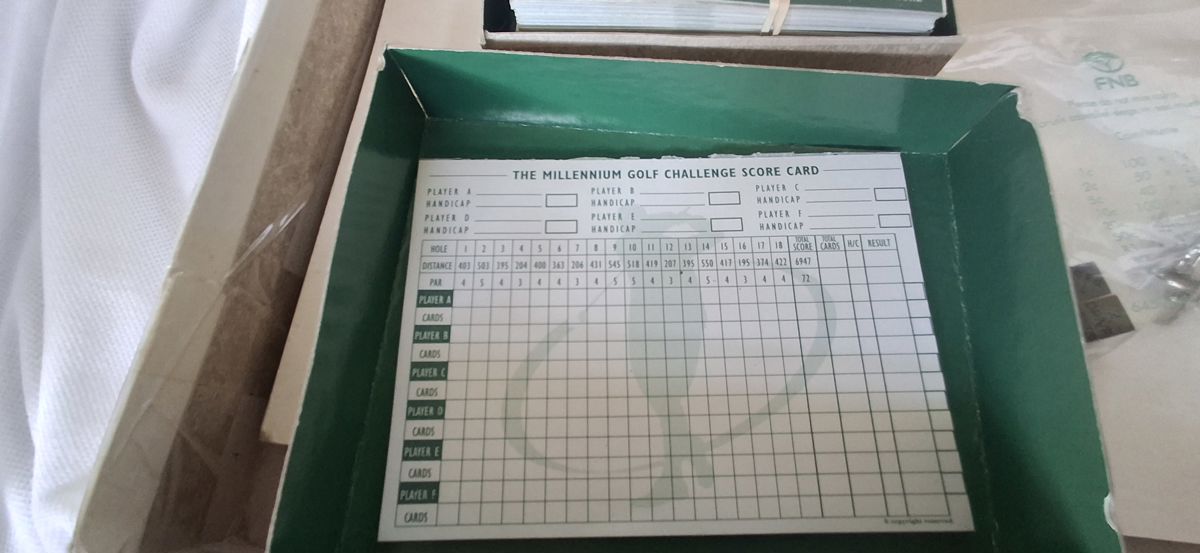 THE MILLENNIUM GOLF CHALLENGE SCORE CARD
PLAYER A PLAYER B PLAYER C
HANDICAP HANDICAP HANDICAP
PLAYER D PLAYER E PLAYER F
HANDICAP HANDICAP HANDICAP
HOLE 1 2 3 4 5 6 7 8 9 10 11 12 13 14 15 16 17 18 TOTAL SCORE TOTAL CARDS H/C RESULT
DISTANCE 403 503 395 204 400 363 206 431 545 518 419 207 395 550 417 195 374 422 6947
PAR 4 5 4 3 4 4 3 4 5 5 4 3 4 5 4 3 4 4 72
PLAYER A
CARDS
PLAYER B
CARDS
PLAYER C
CARDS
PLAYER D
CARDS
PLAYER E
CARDS
PLAYER F
CARDS
© copyright reserved
FNB
Please do not